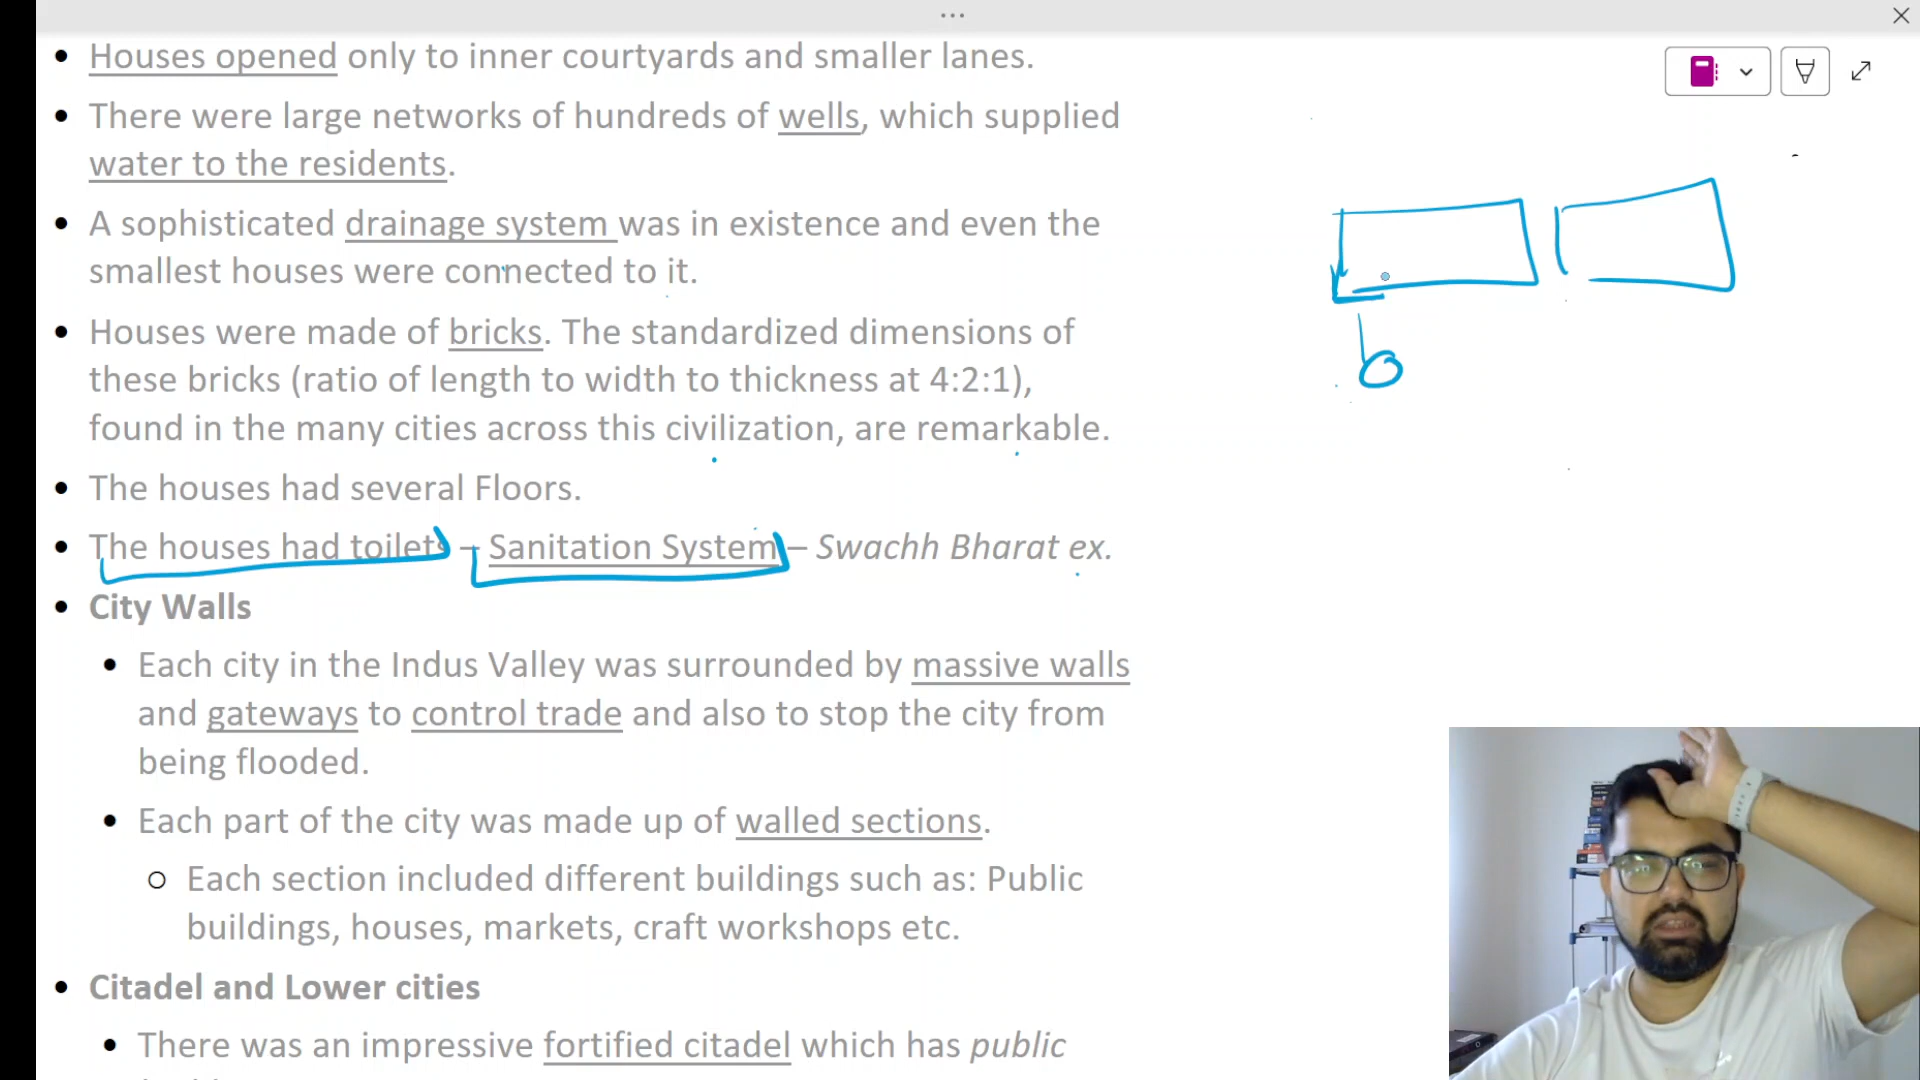 Houses opened only to inner courtyards and smaller lanes.
There were large networks of hundreds of wells, which supplied
water to the residents.
A sophisticated drainage system was in existence and even the
smallest houses were connected to it.
Houses were made of bricks. The standardized dimensions of
these bricks (ratio of length to width to thickness at 4:2:1),
found in the many cities across this civilization, are remarkable.
The houses had several Floors.
The houses had toilets – Sanitation System – Swachh Bharat ex.
City Walls
Each city in the Indus Valley was surrounded by massive walls
and gateways to control trade and also to stop the city from
being flooded.
Each part of the city was made up of walled sections.
Each section included different buildings such as: Public
buildings, houses, markets, craft workshops etc.
Citadel and Lower cities
There was an impressive fortified citadel which has public